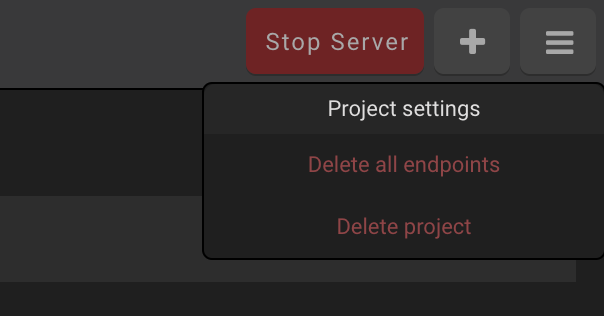 Stop Server
Project settings
Delete all endpoints
Delete project